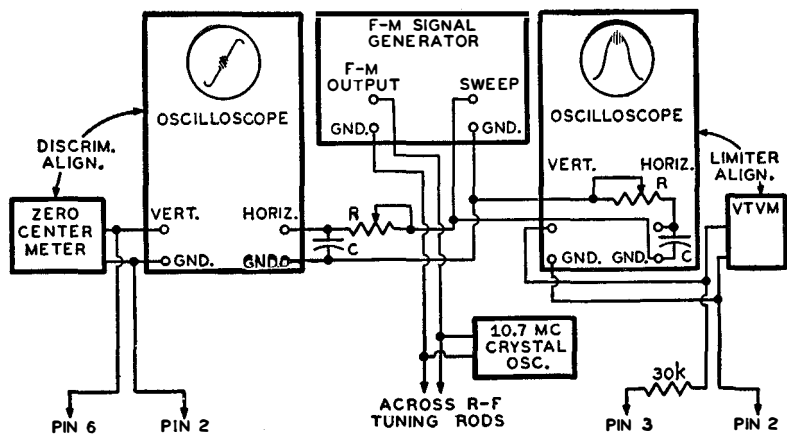 F-M SIGNAL
GENERATOR
F-M
OUTPUT
SWEEP
GND.
GND.
OSCILLOSCOPE
DISCRIM.
ALIGN.
ZERO
CENTER
METER
VERT.
HORIZ.
GND.
GND.
R
C
OSCILLOSCOPE
VERT.
HORIZ.
R
GND.
GND.
C
LIMITER
ALIGN.
VTVM
10.7 MC
CRYSTAL
OSC.
30K
PIN 6
PIN 2
ACROSS R-F
TUNING RODS
PIN 3
PIN 2